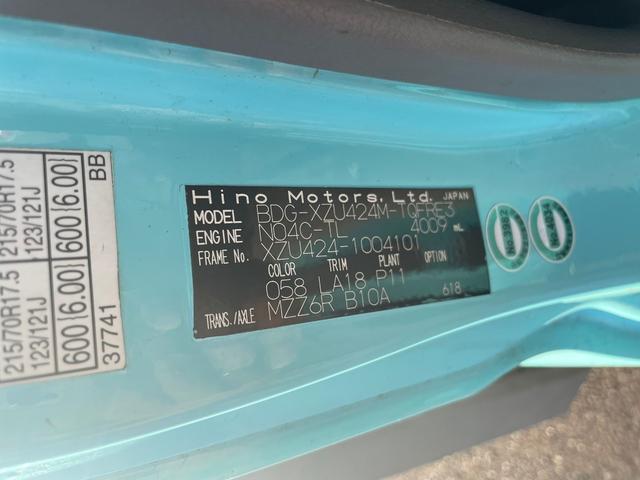 Hino Motors, Ltd. JAPAN
MODEL BDG-XZU424M-TQFRE3
ENGINE N04C-TL 4009 mL
FRAME No. XZU424-1004101
COLOR TRIM PLANT OPTION
058 LA18 P11
TRANS./AXLE MZZ6R B10A 618
215/70R17.5 215/70R17.5
123/121J 123/121J
600 {6.00} 600 {6.00}
37741 BB